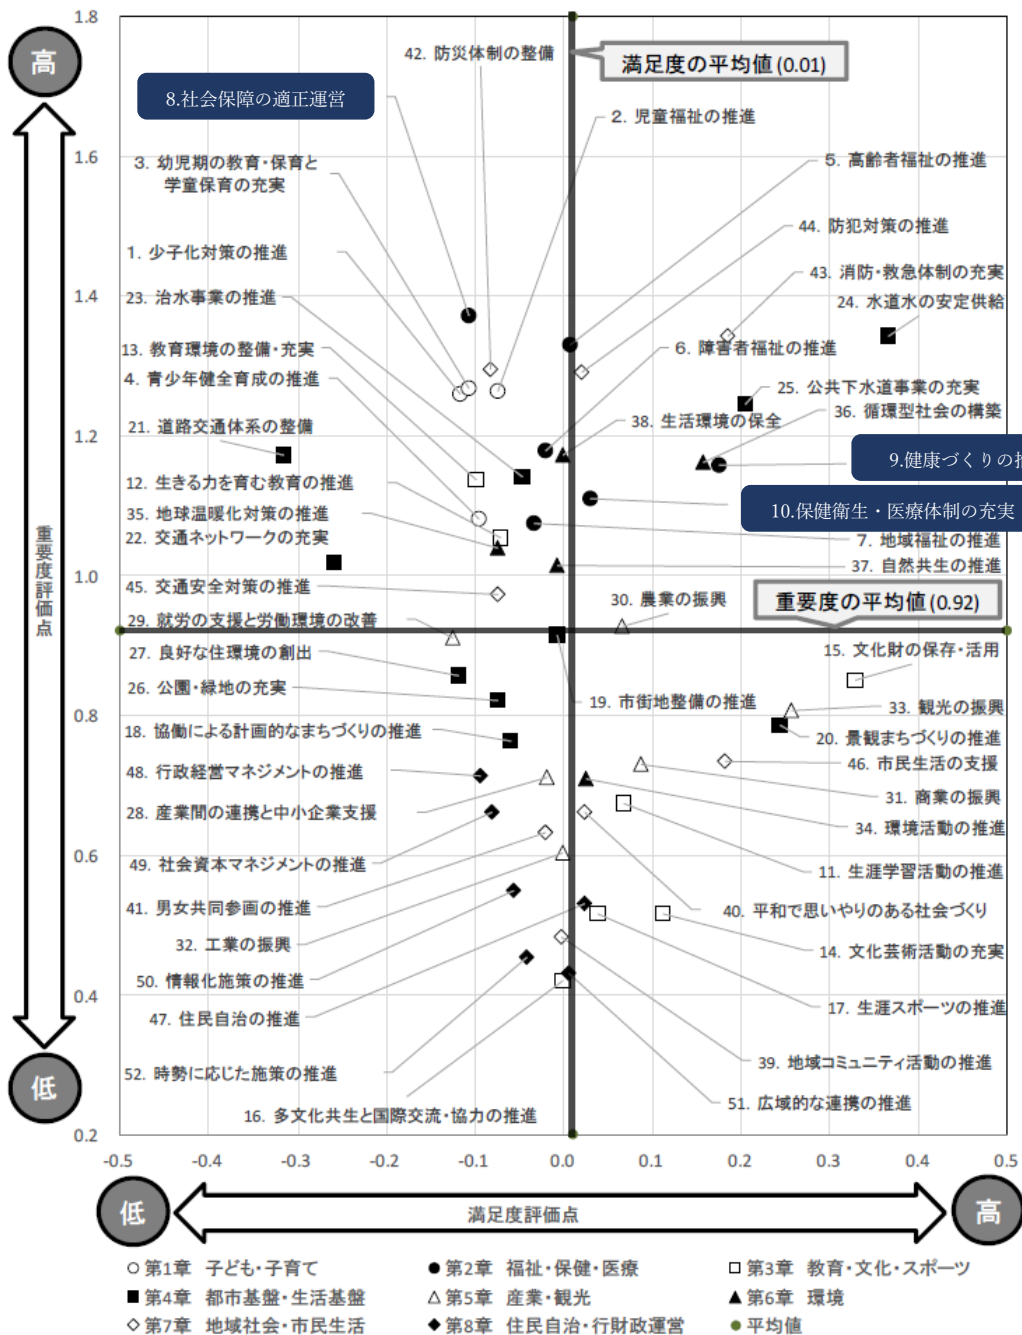 1.8
高
42. 防災体制の整備
満足度の平均値(0.01)
8.社会保障の適正運営
2. 児童福祉の推進
1.6
3. 幼児期の教育・保育と
学童保育の充実
5. 高齢者福祉の推進
44. 防犯対策の推進
1. 少子化対策の推進
43. 消防・救急体制の充実
1.4
23. 治水事業の推進
24. 水道水の安定供給
13. 教育環境の整備・充実
6. 障害者福祉の推進
4. 青少年健全育成の推進
25. 公共下水道事業の充実
36. 循環型社会の構築
1.2
21. 道路交通体系の整備
38. 生活環境の保全
9.健康づくりの推
12. 生きる力を育む教育の推進
10.保健衛生・医療体制の充実
35. 地球温暖化対策の推進
22. 交通ネットワークの充実
7. 地域福祉の推進
重要度評価点
1.0
37. 自然共生の推進
45. 交通安全対策の推進
30. 農業の振興
重要度の平均値(0.92)
29. 就労の支援と労働環境の改善
27. 良好な住環境の創出
15. 文化財の保存・活用
26. 公園・緑地の充実
19. 市街地整備の推進
33. 観光の振興
0.8
18. 協働による計画的なまちづくりの推進
20. 景観まちづくりの推進
48. 行政経営マネジメントの推進
46. 市民生活の支援
28. 産業間の連携と中小企業支援
31. 商業の振興
34. 環境活動の推進
0.6
49. 社会資本マネジメントの推進
11. 生涯学習活動の推進
41. 男女共同参画の推進
40. 平和で思いやりのある社会づくり
32. 工業の振興
14. 文化芸術活動の充実
50. 情報化施策の推進
0.4
47. 住民自治の推進
17. 生涯スポーツの推進
52. 時勢に応じた施策の推進
39. 地域コミュニティ活動の推進
低
16. 多文化共生と国際交流・協力の推進
51. 広域的な連携の推進
0.2
-0.5 -0.4 -0.3 -0.2 -0.1 0.0 0.1 0.2 0.3 0.4 0.5
低 満足度評価点 高
第1章 子ども・子育て 第2章 福祉・保健・医療 第3章 教育・文化・スポーツ
第4章 都市基盤・生活基盤 第5章 産業・観光 第6章 環境
第7章 地域社会・市民生活 第8章 住民自治・行財政運営 平均値